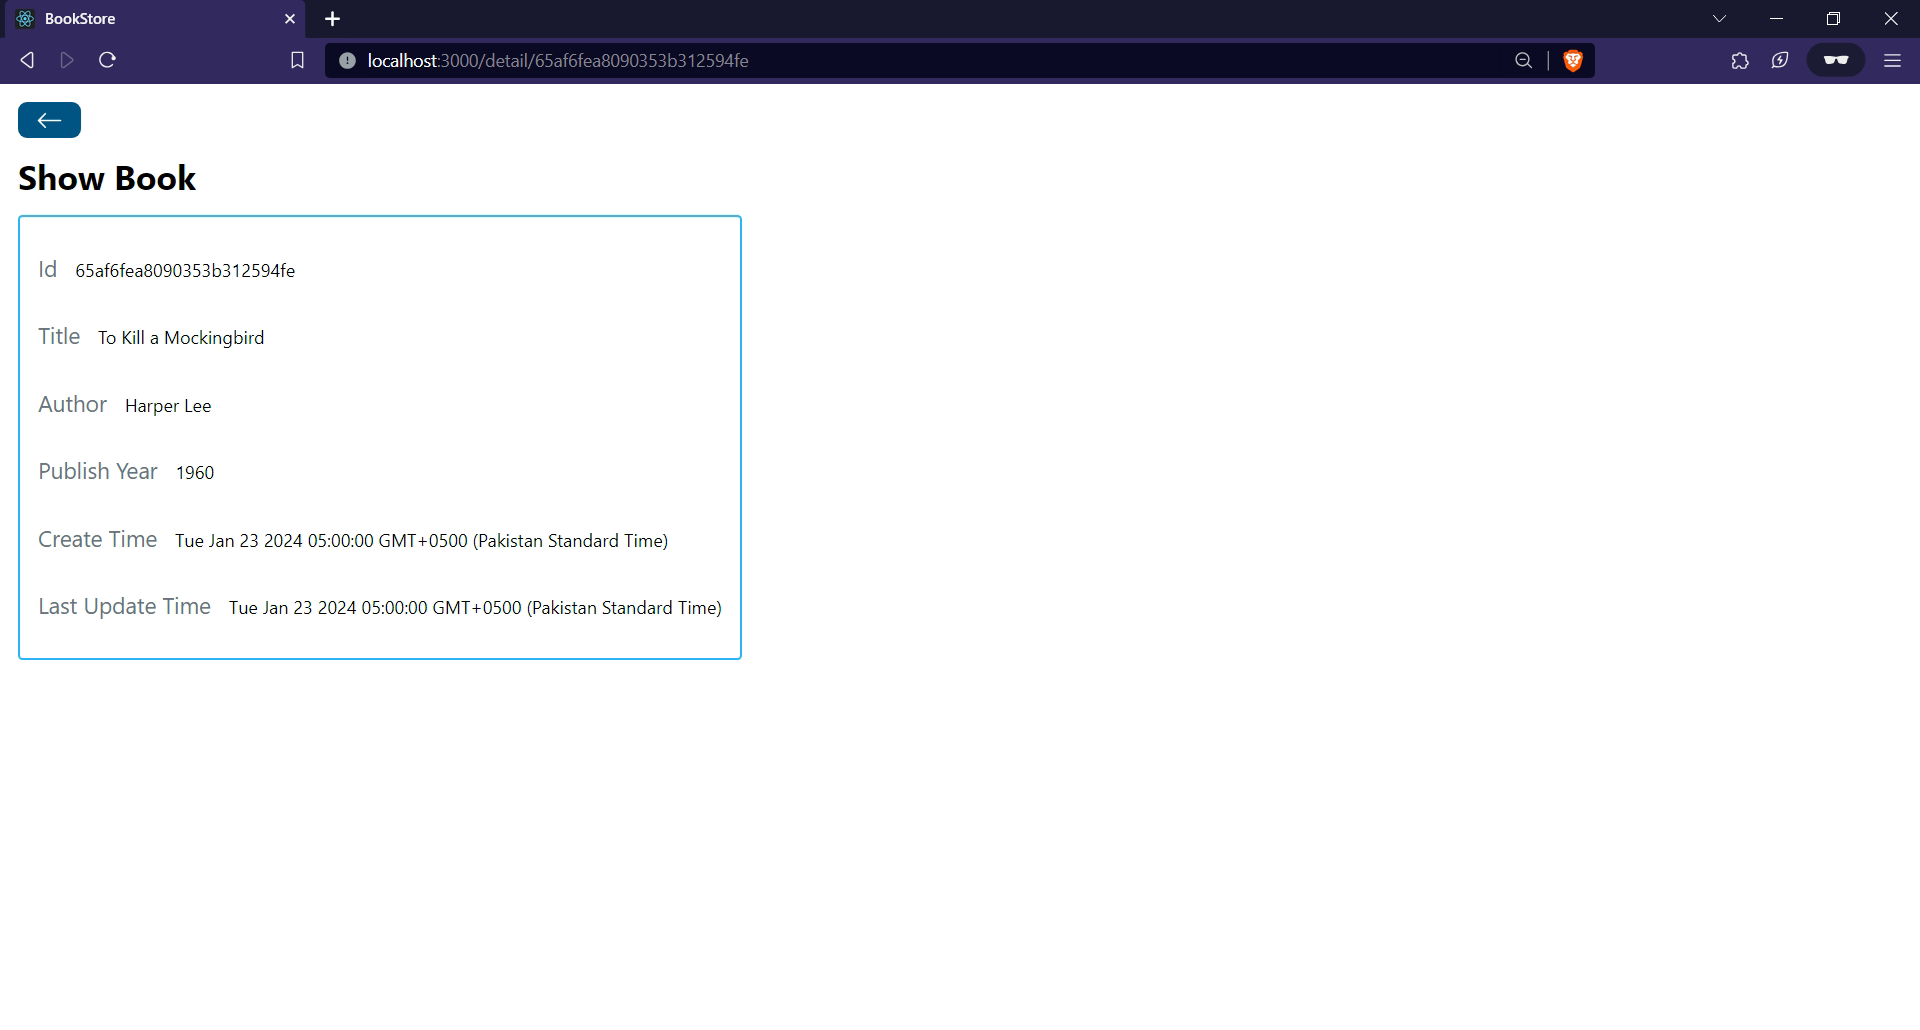 BookStore
localhost:3000/detail/65af6fea8090353b312594fe
Show Book
Id 65af6fea8090353b312594fe
Title To Kill a Mockingbird
Author Harper Lee
Publish Year 1960
Create Time Tue Jan 23 2024 05:00:00 GMT+0500 (Pakistan Standard Time)
Last Update Time Tue Jan 23 2024 05:00:00 GMT+0500 (Pakistan Standard Time)